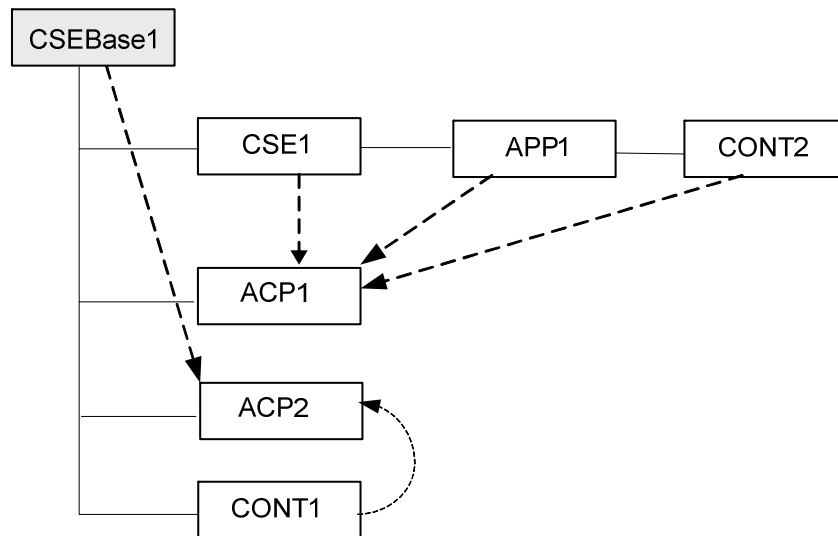 CSEBase1
CSE1
APP1
CONT2
ACP1
ACP2
CONT1